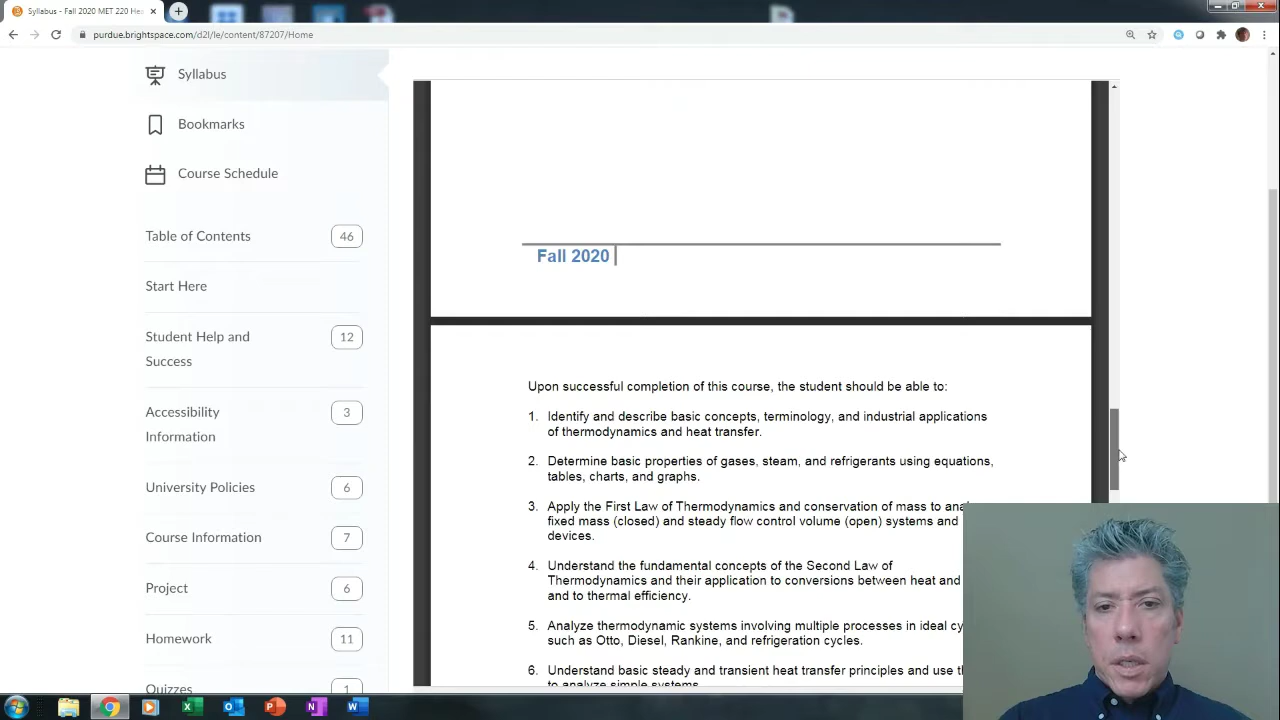 Syllabus - Fall 2020 MET 220 Hea
purdue.brightspace.com/d2l/le/content/87207/Home
Syllabus
Bookmarks
Course Schedule
Table of Contents 46
Start Here
Student Help and 12
Success
Accessibility 3
Information
University Policies 6
Course Information 7
Project 6
Homework 11
Quizzes 1
Fall 2020
Upon successful completion of this course, the student should be able to:
1. Identify and describe basic concepts, terminology, and industrial applications
of thermodynamics and heat transfer.
2. Determine basic properties of gases, steam, and refrigerants using equations,
tables, charts, and graphs.
3. Apply the First Law of Thermodynamics and conservation of mass to
fixed mass (closed) and steady flow control volume (open) systems and
devices.
4. Understand the fundamental concepts of the Second Law of
Thermodynamics and their application to conversions between heat and
and to thermal efficiency.
5. Analyze thermodynamic systems involving multiple processes in ideal
such as Otto, Diesel, Rankine, and refrigeration cycles.
6. Understand basic steady and transient heat transfer principles and use
to analyze simple systems.